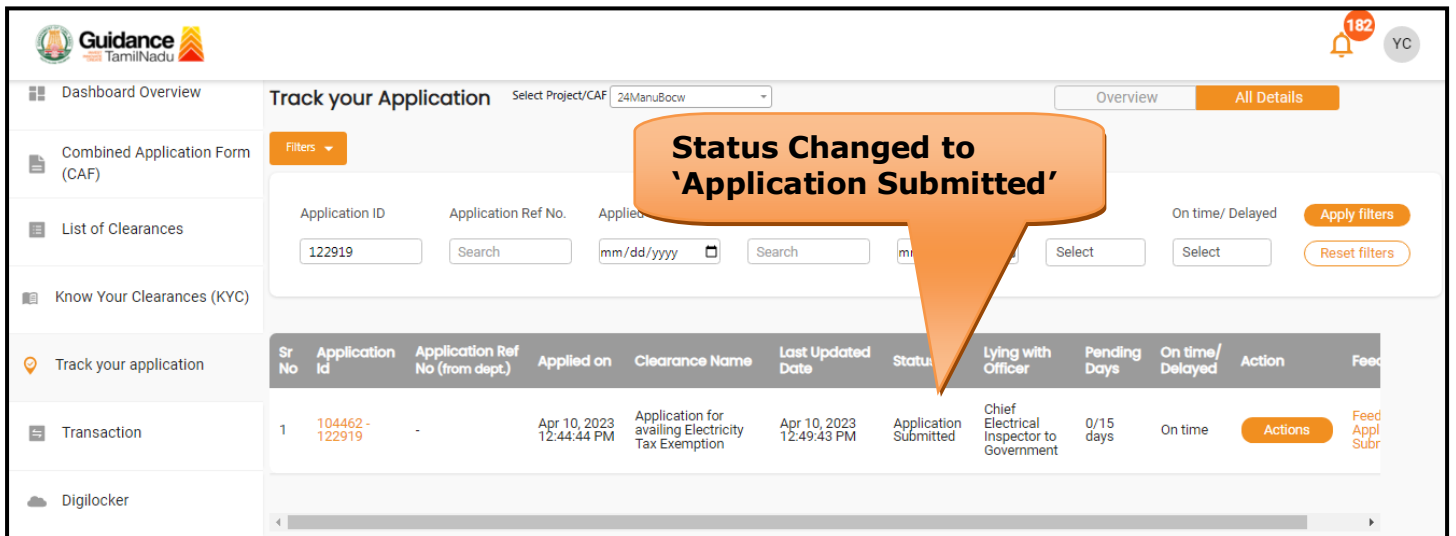 Guidance
TamilNadu
182
YC
Dashboard Overview
Combined Application Form
(CAF)
List of Clearances
Know Your Clearances (KYC)
Track your application
Transaction
Digilocker
Track your Application Select Project/CAF 24ManuBocw
Overview All Details
Filters
Status Changed to
‘Application Submitted’
Application ID Application Ref No. On time/ Delayed Apply filters
122919 Search mm/dd/yyyy Search Select Select Reset filters
Sr No Application Id Application Ref No (from dept.) Applied on Clearance Name Last Updated Date Lying with Officer Pending Days On time/ Delayed Action
1 104462 - 122919 - Apr 10, 2023 12:44:44 PM Application for availing Electricity Tax Exemption Apr 10, 2023 12:49:43 PM Application Submitted Chief Electrical Inspector to Government 0/15 days On time Actions